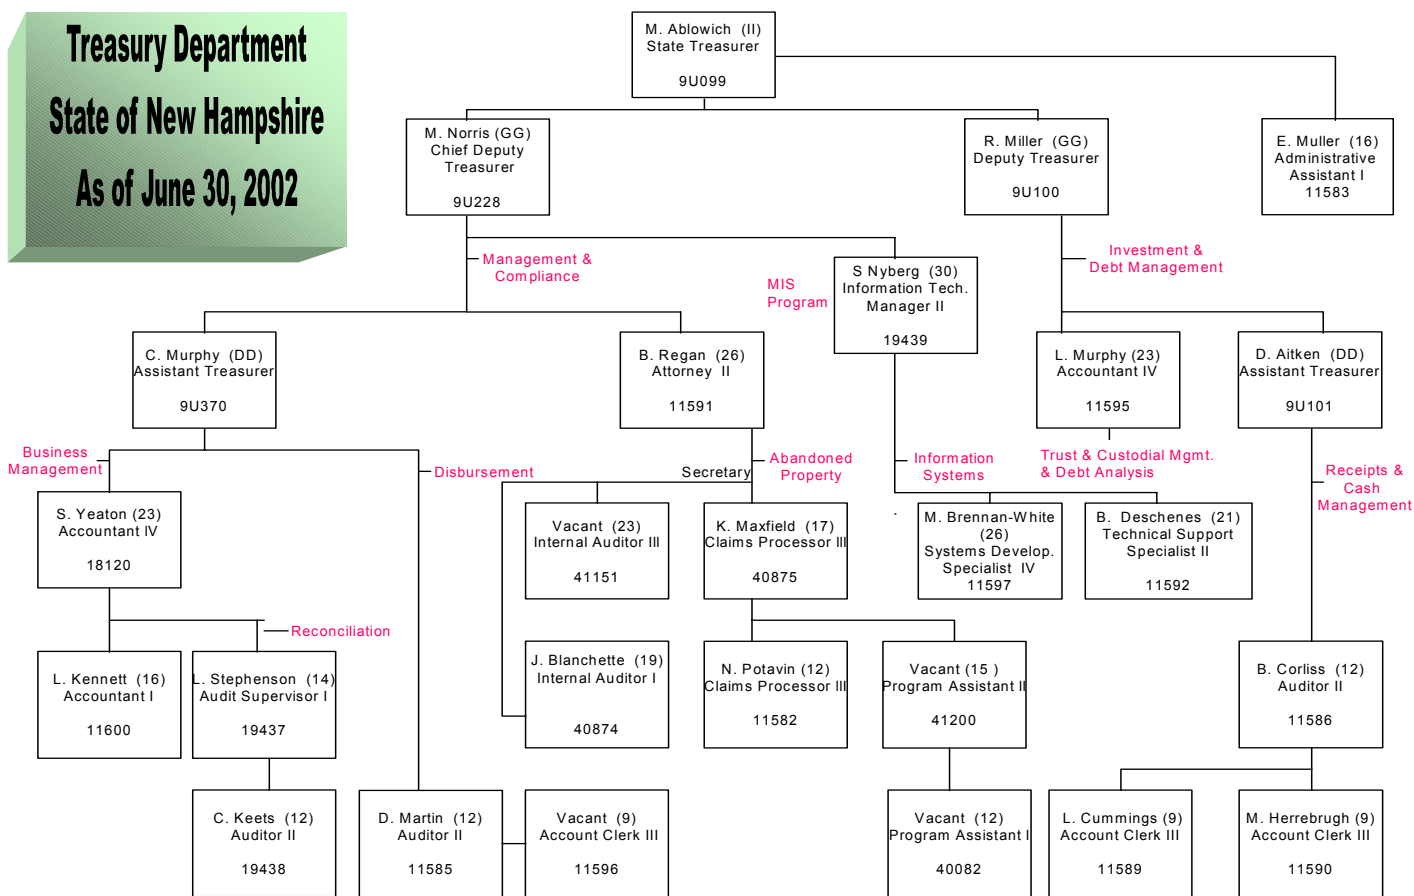 Treasury Department
State of New Hampshire
As of June 30, 2002
M. Ablowich (II)
State Treasurer
9U099
M. Norris (GG)
Chief Deputy
Treasurer
9U228
R. Miller (GG)
Deputy Treasurer
9U100
E. Muller (16)
Administrative
Assistant I
11583
Management &
Compliance
MIS
Program
S Nyberg (30)
Information Tech.
Manager II
19439
Investment &
Debt Management
C. Murphy (DD)
Assistant Treasurer
9U370
B. Regan (26)
Attorney II
11591
L. Murphy (23)
Accountant IV
11595
D. Aitken (DD)
Assistant Treasurer
9U101
Business
Management
Disbursement
Secretary
Abandoned
Property
Information
Systems
Trust & Custodial Mgmt.
& Debt Analysis
Receipts &
Cash
Management
S. Yeaton (23)
Accountant IV
18120
Vacant (23)
Internal Auditor III
41151
K. Maxfield (17)
Claims Processor III
40875
M. Brennan-White
(26)
Systems Develop.
Specialist IV
11597
B. Deschenes (21)
Technical Support
Specialist II
11592
Reconciliation
L. Kennett (16)
Accountant I
11600
L. Stephenson (14)
Audit Supervisor I
19437
J. Blanchette (19)
Internal Auditor I
40874
N. Potavin (12)
Claims Processor III
11582
Vacant (15 )
Program Assistant II
41200
B. Corliss (12)
Auditor II
11586
C. Keets (12)
Auditor II
19438
D. Martin (12)
Auditor II
11585
Vacant (9)
Account Clerk III
11596
Vacant (12)
Program Assistant I
40082
L. Cummings (9)
Account Clerk III
11589
M. Herrebrugh (9)
Account Clerk III
11590